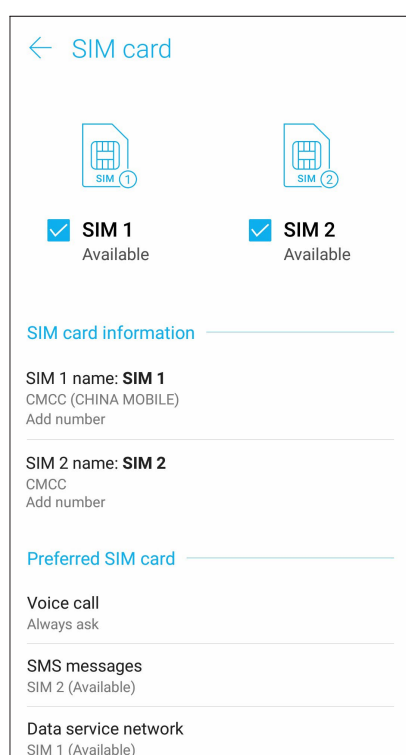 SIM card
SIM 1
SIM 2
SIM 1
SIM 2
Available
Available
SIM card information
SIM 1 name: SIM 1
CMCC (CHINA MOBILE)
Add number
SIM 2 name: SIM 2
CMCC
Add number
Preferred SIM card
Voice call
Always ask
SMS messages
SIM 2 (Available)
Data service network
SIM 1 (Available)